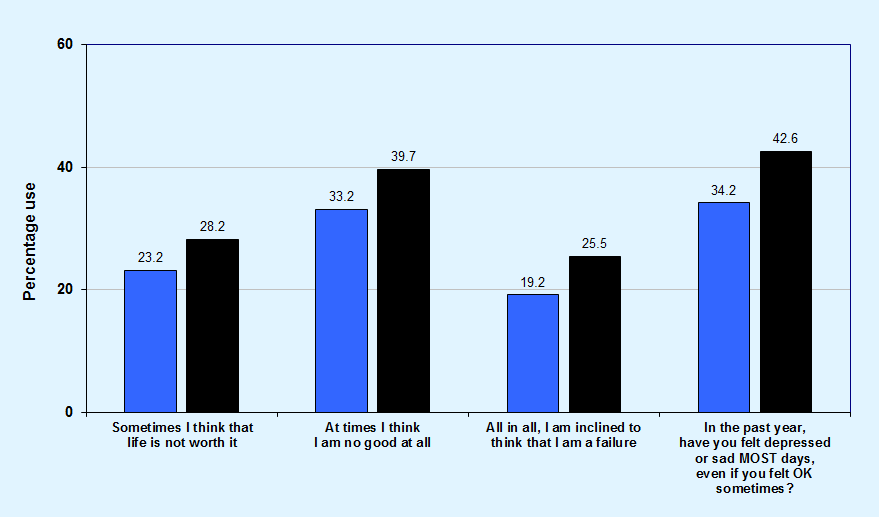 60
40
20
0
Percentage use
23.2
28.2
33.2
39.7
19.2
25.5
34.2
42.6
Sometimes I think that
life is not worth it
At times I think
I am no good at all
All in all, I am inclined to
think that I am a failure
In the past year,
have you felt depressed
or sad MOST days,
even if you felt OK
sometimes?